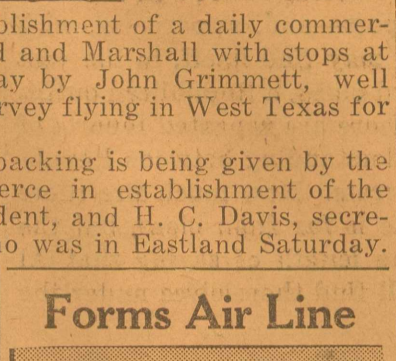 blishment of a daily commer-
d and Marshall with stops at
ay by John Grimmett, well
rvey flying in West Texas for
backing is being given by the
erce in establishment of the
dent, and H. C. Davis, secre-
o was in Eastland Saturday.
Forms Air Line